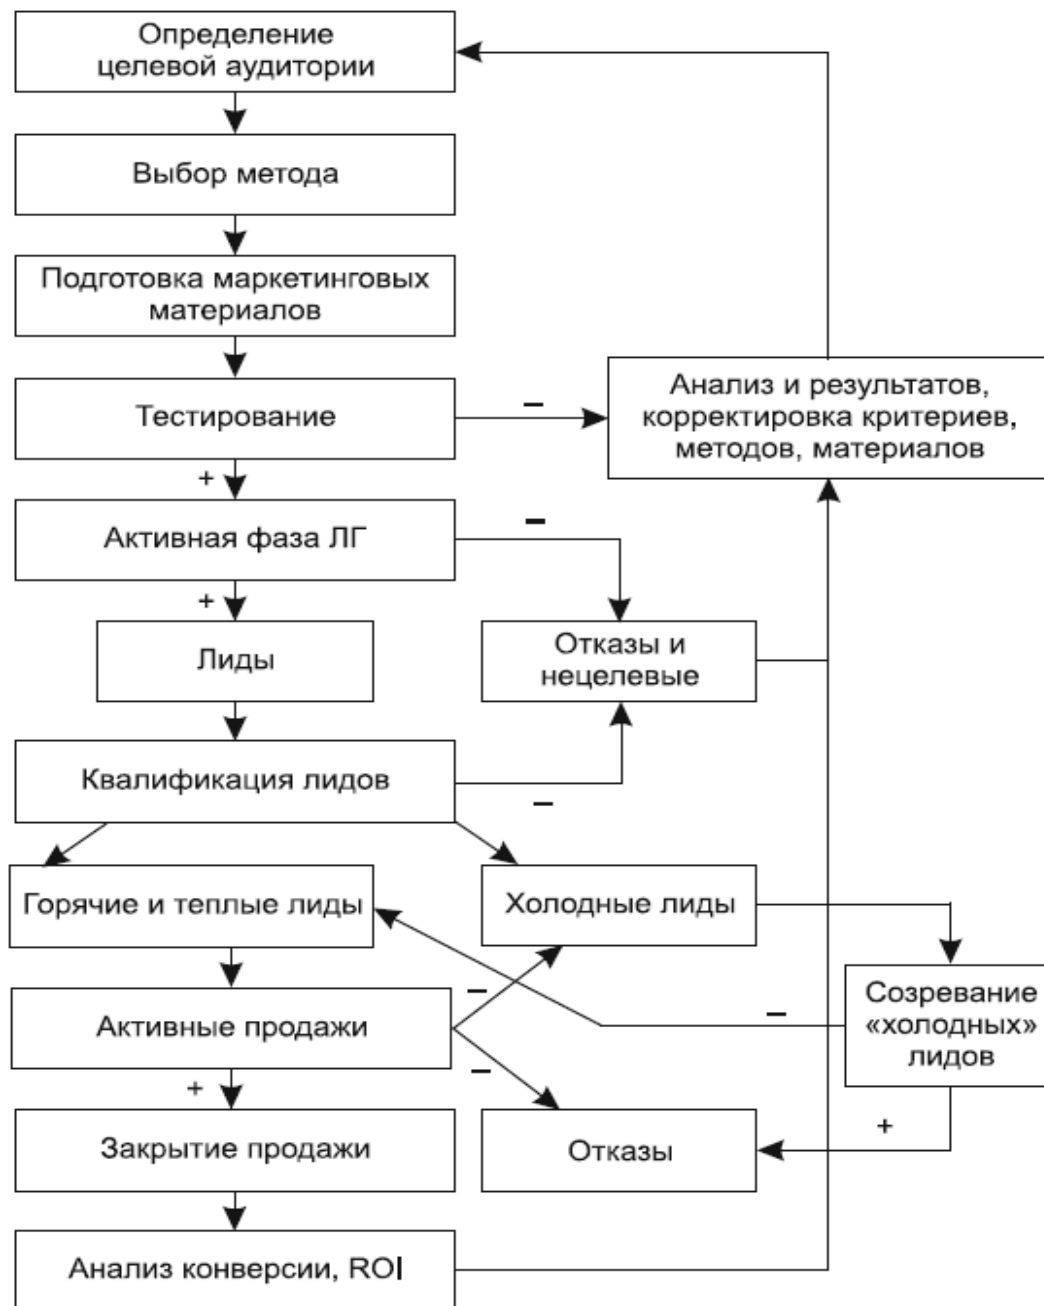 Определение
целевой аудитории
Выбор метода
Подготовка маркетинговых
материалов
Тестирование
–
Анализ и результатов,
корректировка критериев,
методов, материалов
+
Активная фаза ЛГ
–
+
Лиды
Отказы и
нецелевые
Квалификация лидов
–
Горячие и теплые лиды
Холодные лиды
–
Созревание
«холодных»
лидов
–
Активные продажи
–
+
+
Закрытие продажи
Отказы
Анализ конверсии, ROI